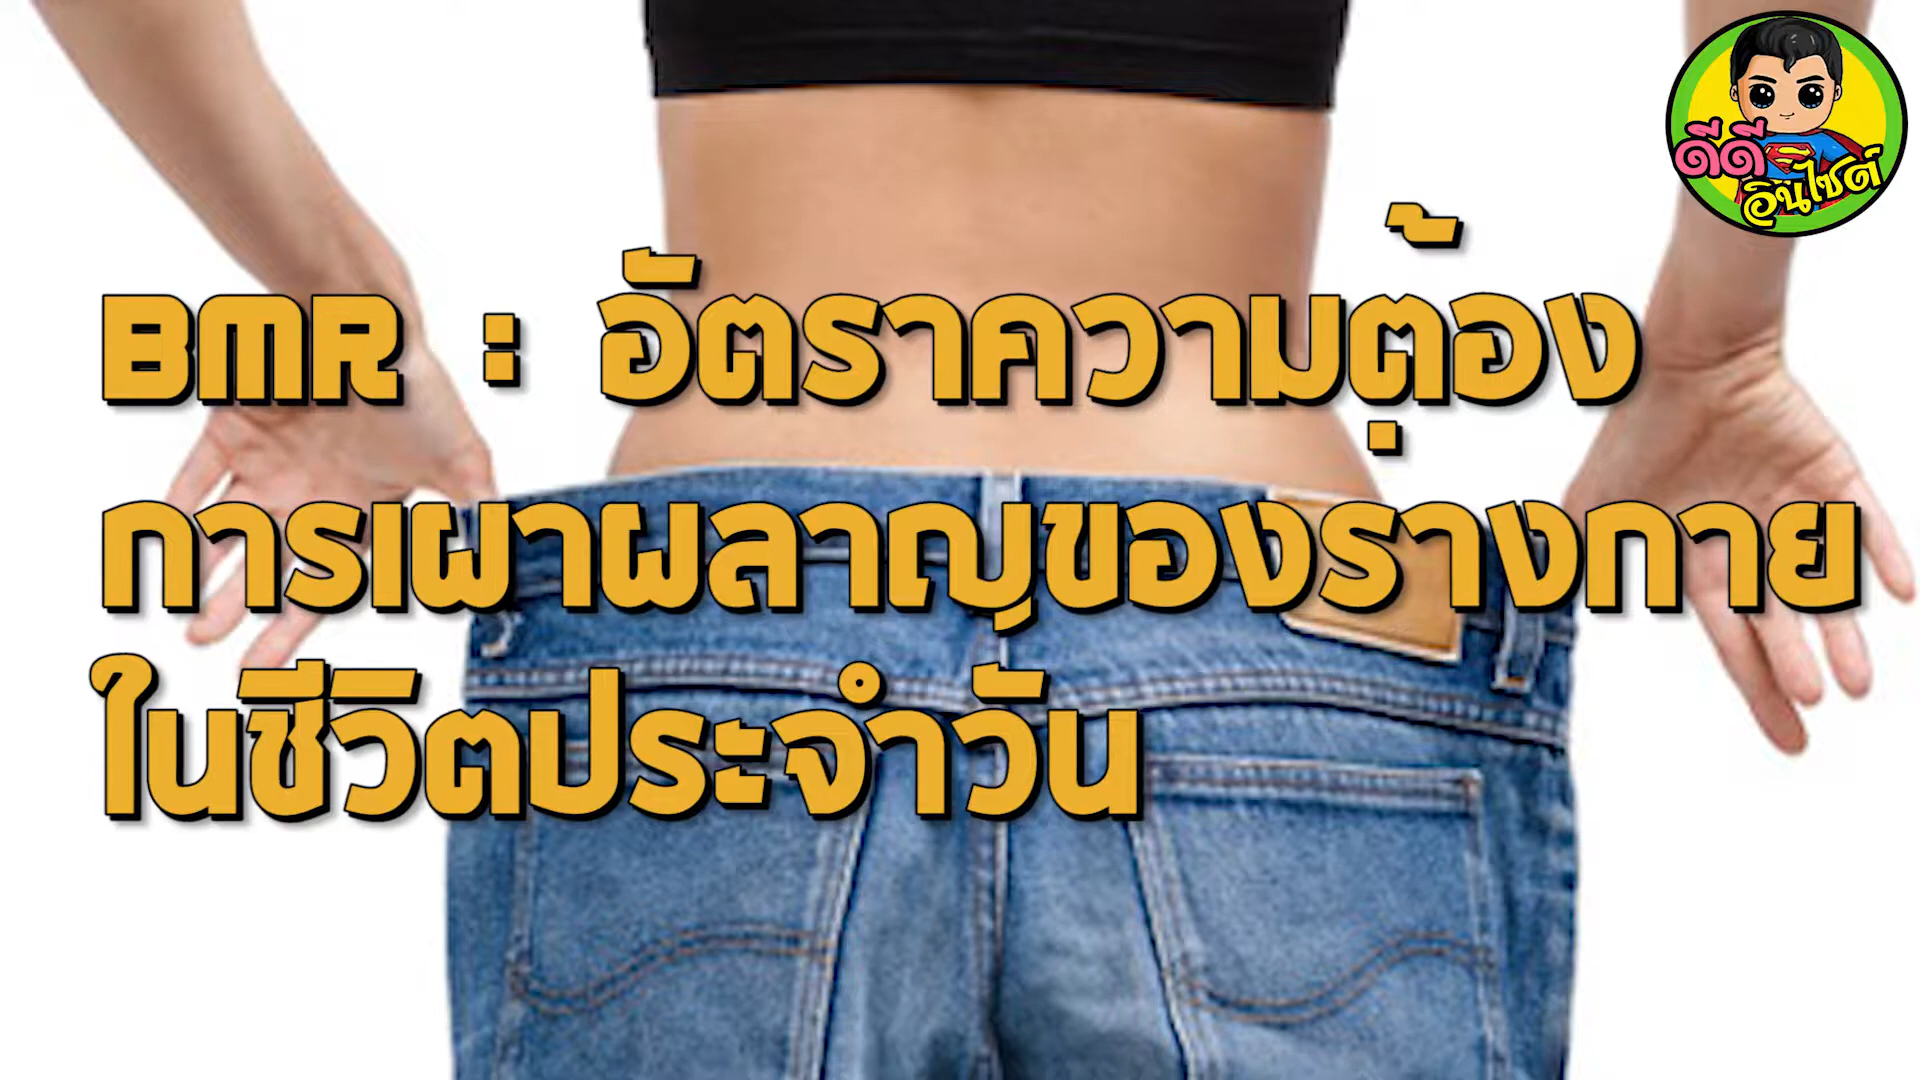 BMR : อัตราความต้อง
การเผาผลาญของร่างกาย
ในชีวิตประจำวัน
ดีดี
อินไซต์